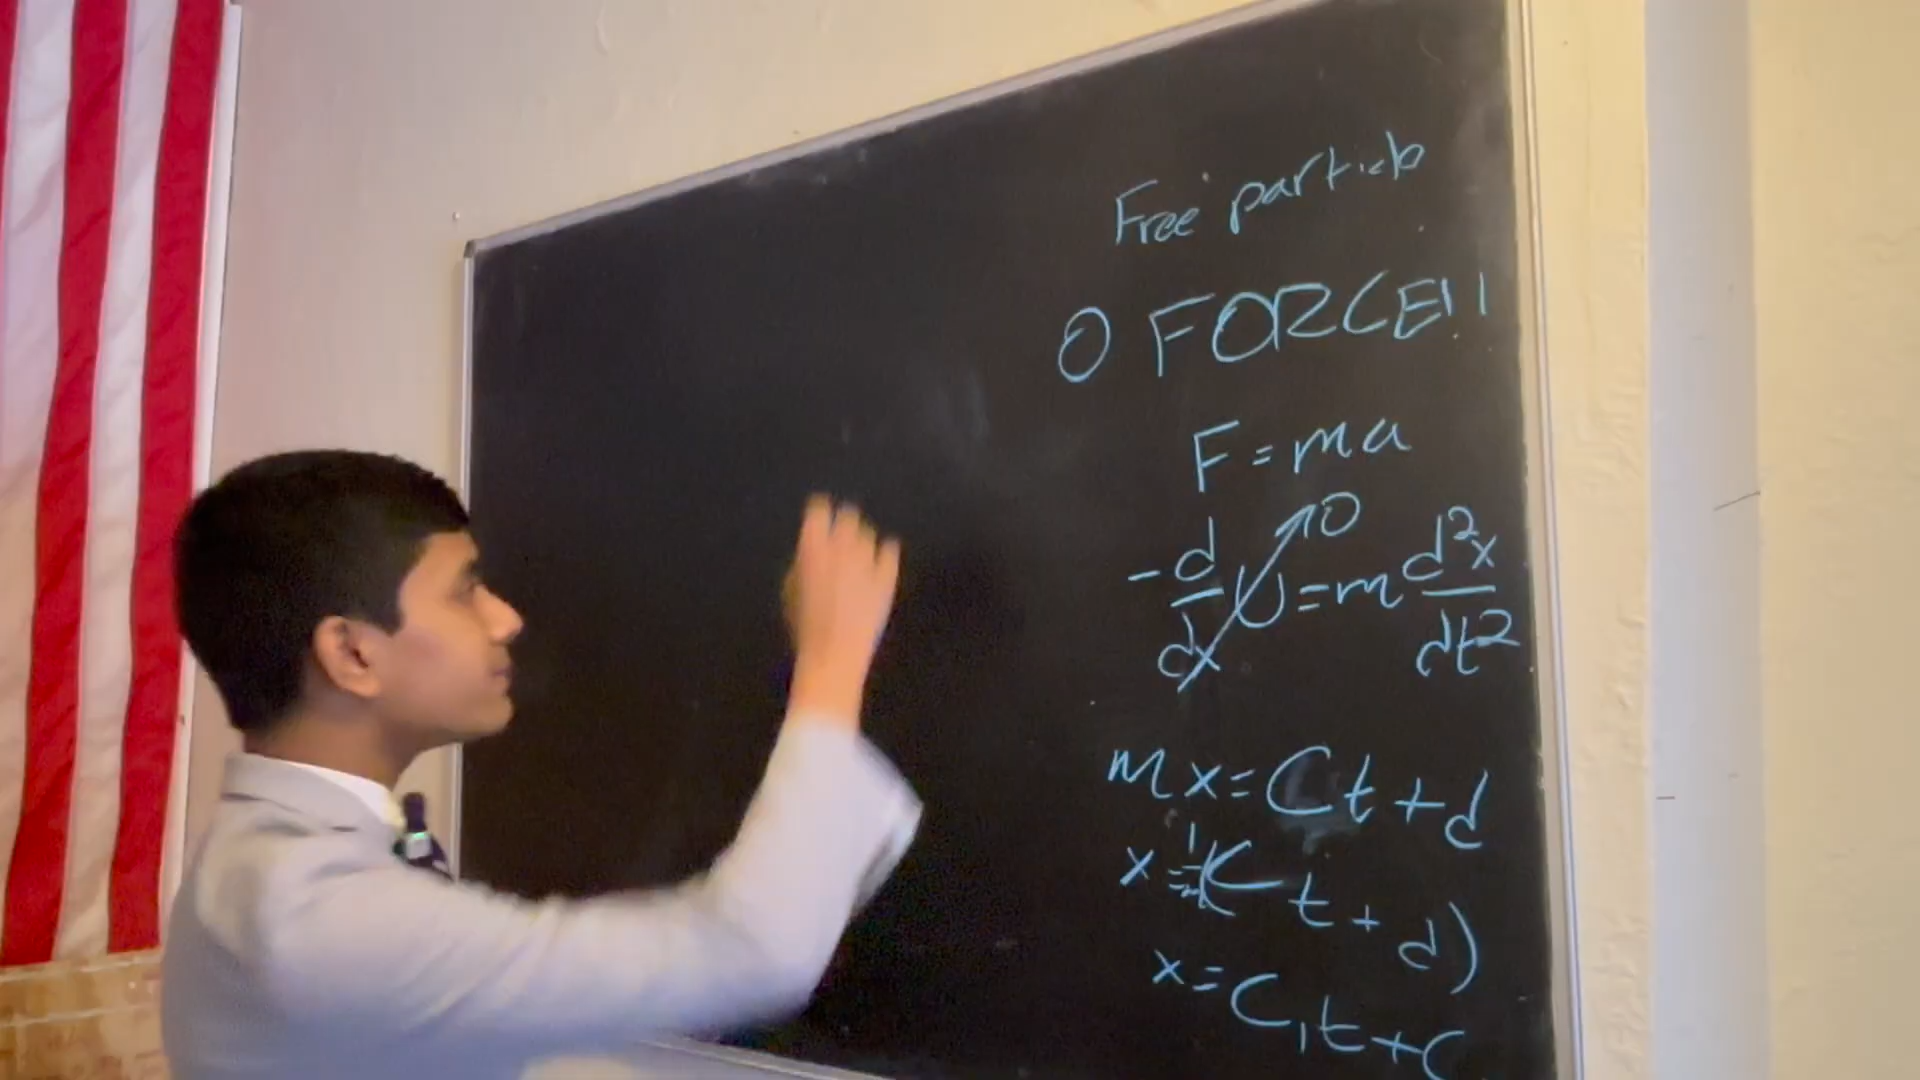 Free particle
0 FORCE!!
F = ma
-d/dx U = m d²x/dt²
→0
mx = Ct + d
x = 1/m(Ct + d)
x = C₁t + C